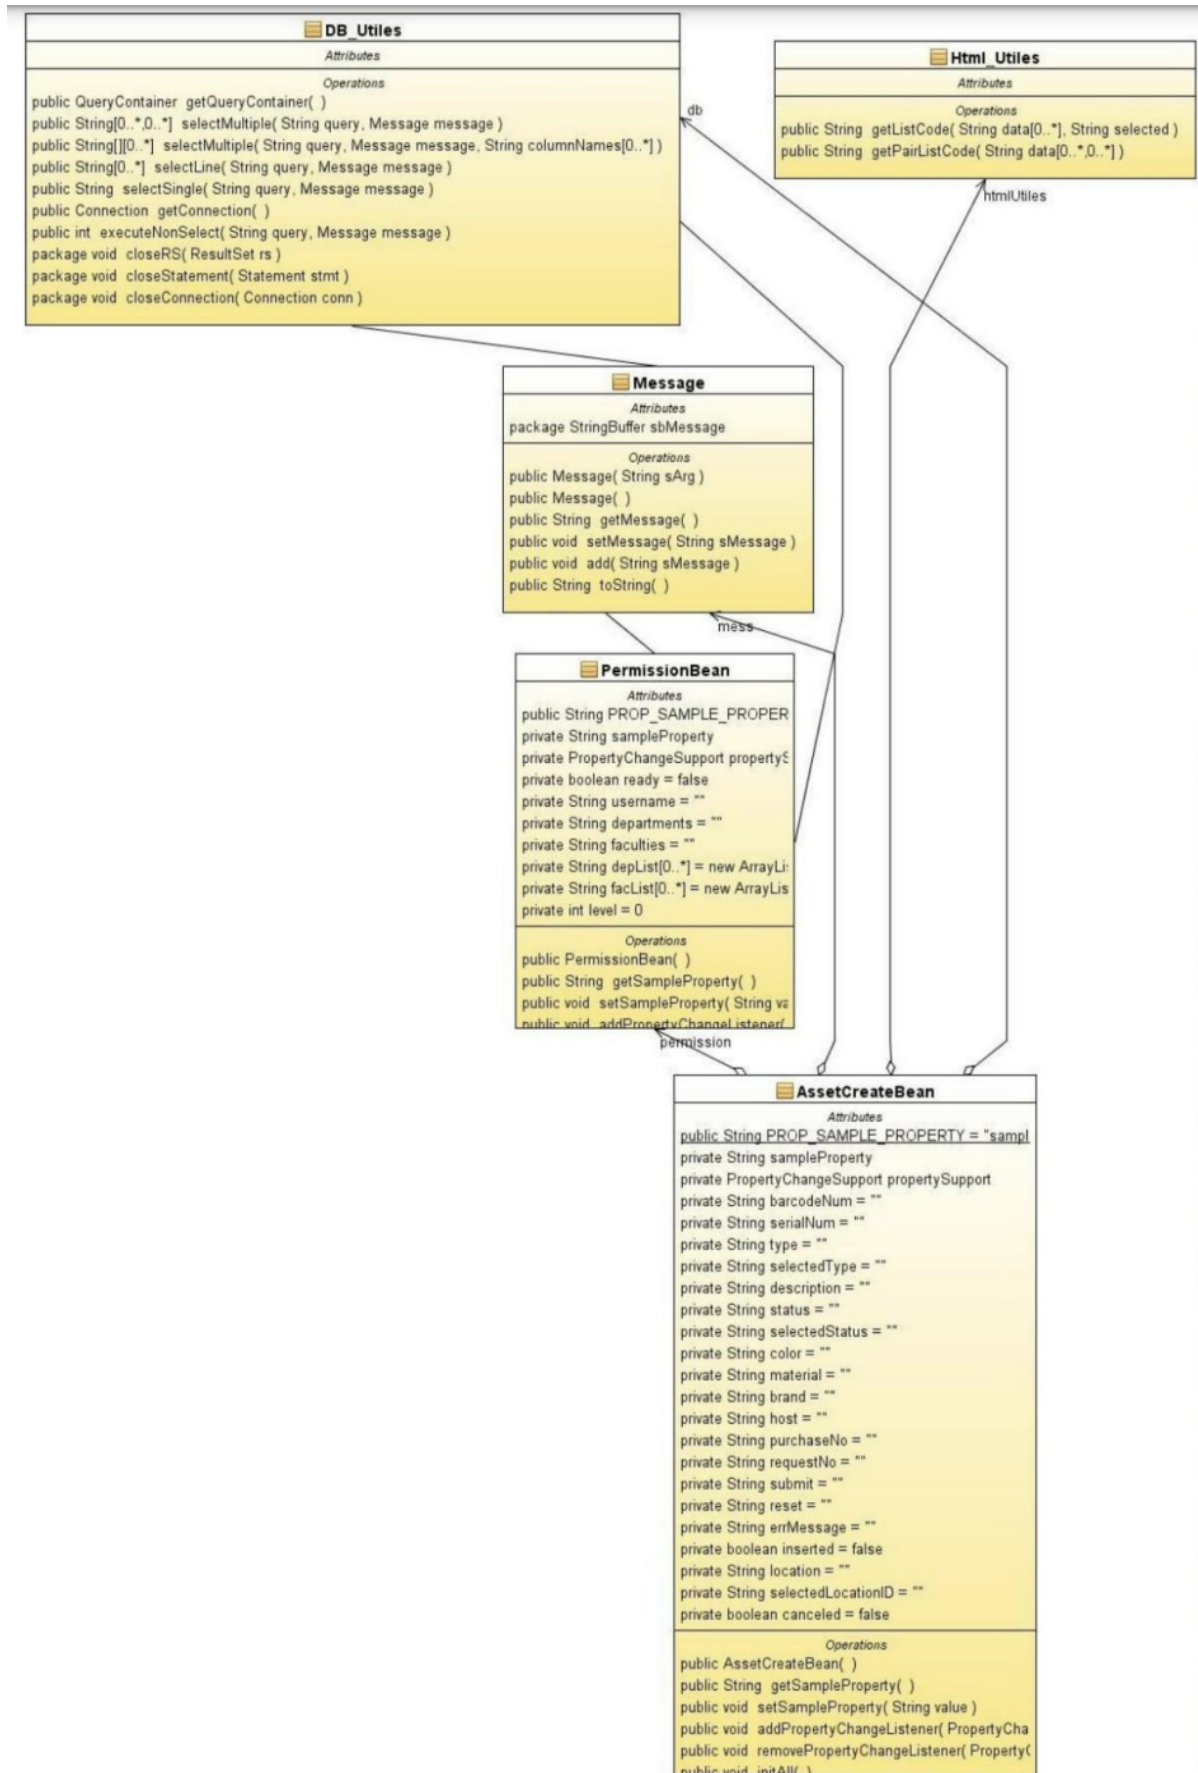 DB_Utiles
Attributes
Operations
public QueryContainer getQueryContainer( )
public String[0..*,0..*] selectMultiple( String query, Message message )
public String[][0..*] selectMultiple( String query, Message message, String columnNames[0..*] )
public String[0..*] selectLine( String query, Message message )
public String selectSingle( String query, Message message )
public Connection getConnection( )
public int executeNonSelect( String query, Message message )
package void closeRS( ResultSet rs )
package void closeStatement( Statement stmt )
package void closeConnection( Connection conn )
Html_Utiles
Attributes
Operations
public String getListCode( String data[0..*], String selected )
public String getPairListCode( String data[0..*,0..*] )
db
htmlUtiles
Message
Attributes
package StringBuffer sbMessage
Operations
public Message( String sArg )
public Message( )
public String getMessage( )
public void setMessage( String sMessage )
public void add( String sMessage )
public String toString( )
mess
PermissionBean
Attributes
public String PROP_SAMPLE_PROPER
private String sampleProperty
private PropertyChangeSupport propertyS
private boolean ready = false
private String username = ""
private String departments = ""
private String faculties = ""
private String depList[0..*] = new ArrayLi
private String facList[0..*] = new ArrayLis
private int level = 0
Operations
public PermissionBean( )
public String getSampleProperty( )
public void setSampleProperty( String va
public void addPropertyChangeListener(
permission
AssetCreateBean
Attributes
public String PROP_SAMPLE_PROPERTY = "sampl
private String sampleProperty
private PropertyChangeSupport propertySupport
private String barcodeNum = ""
private String serialNum = ""
private String type = ""
private String selectedType = ""
private String description = ""
private String status = ""
private String selectedStatus = ""
private String color = ""
private String material = ""
private String brand = ""
private String host = ""
private String purchaseNo = ""
private String requestNo = ""
private String submit = ""
private String reset = ""
private String errMessage = ""
private boolean inserted = false
private String location = ""
private String selectedLocationID = ""
private boolean canceled = false
Operations
public AssetCreateBean( )
public String getSampleProperty( )
public void setSampleProperty( String value )
public void addPropertyChangeListener( PropertyCha
public void removePropertyChangeListener( Property(
public void initAll( )